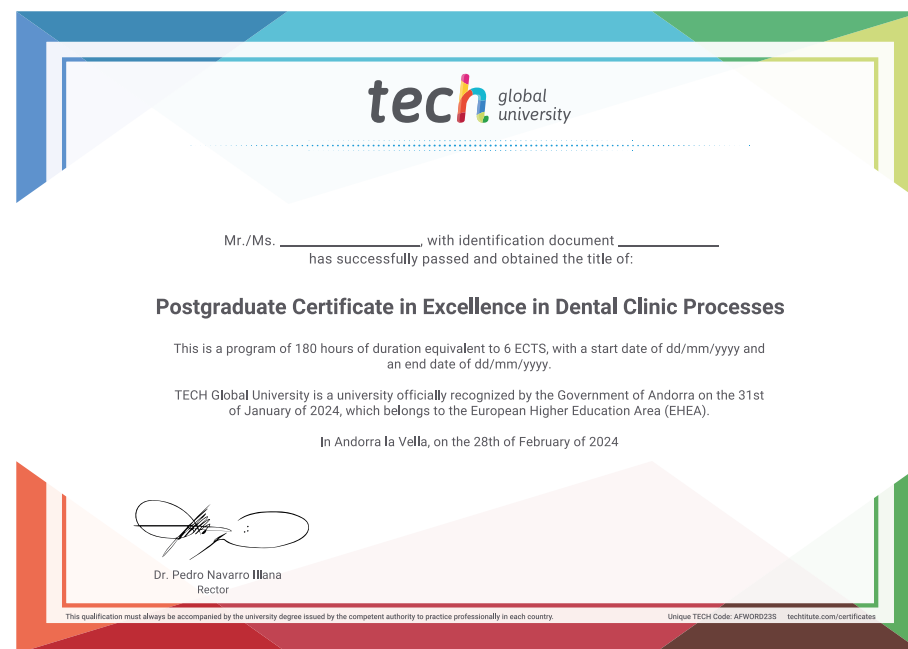 tech global university
Mr./Ms. ____________, with identification document ____________
has successfully passed and obtained the title of:
Postgraduate Certificate in Excellence in Dental Clinic Processes
This is a program of 180 hours of duration equivalent to 6 ECTS, with a start date of dd/mm/yyyy and
an end date of dd/mm/yyyy.
TECH Global University is a university officially recognized by the Government of Andorra on the 31st
of January of 2024, which belongs to the European Higher Education Area (EHEA).
In Andorra la Vella, on the 28th of February of 2024
Dr. Pedro Navarro Illana
Rector
This qualification must always be accompanied by the university degree issued by the competent authority to practice professionally in each country.
Unique TECH Code: AFWORD23S techtitute.com/certificates